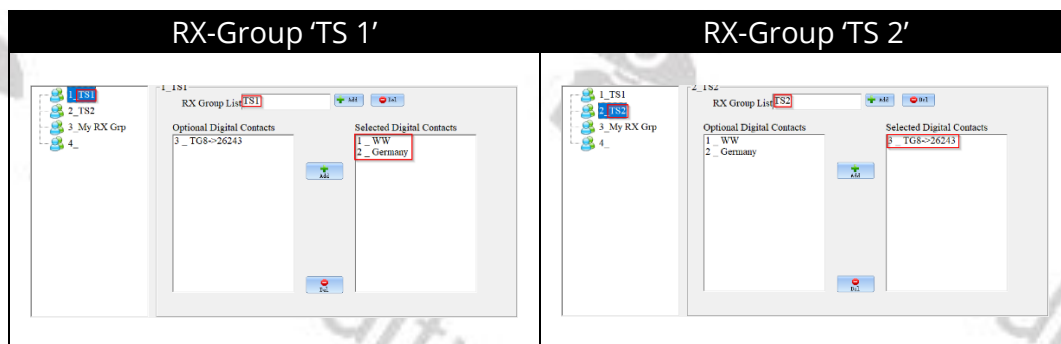 RX-Group ‘TS 1’
1_TS1
2_TS2
3_My RX Grp
4_
1_TS1
RX Group List TS1 Add Del
Optional Digital Contacts
3 _ TG8->26243
Selected Digital Contacts
1 _ WW
2 _ Germany
Add
Del
RX-Group ‘TS 2’
1_TS1
2_TS2
3_My RX Grp
4_
2_TS2
RX Group List TS2 Add Del
Optional Digital Contacts
1 _ WW
2 _ Germany
Selected Digital Contacts
3 _ TG8->26243
Add
Del